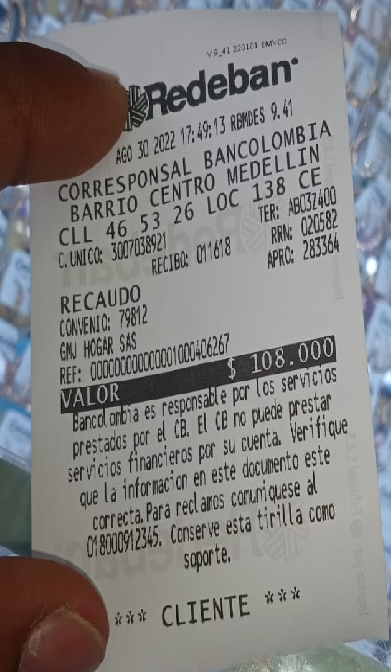 V9_41 220101 EMVCO
Redeban
AGO 30 2022 17:49:13 RBMDES 9.41
CORRESPONSAL BANCOLOMBIA
BARRIO CENTRO MEDELLIN
CLL 46 53 26 LOC 138 CE
C.UNICO: 3007038921 TER: ABO3Z400
RECIBO: 011618 RRN: 020582
APRO: 283364
RECAUDO
CONVENIO: 79812
GMJ HOGAR SAS
REF: 00000000000001000406267
VALOR $ 108.000
Bancolombia es responsable por los servicios
prestados por el CB. El CB no puede prestar
servicios financieros por su cuenta. Verifique
que la informacion en este documento este
correcta.Para reclamos comuniquese al
018000912345. Conserve esta tirilla como
soporte.
*** CLIENTE ***